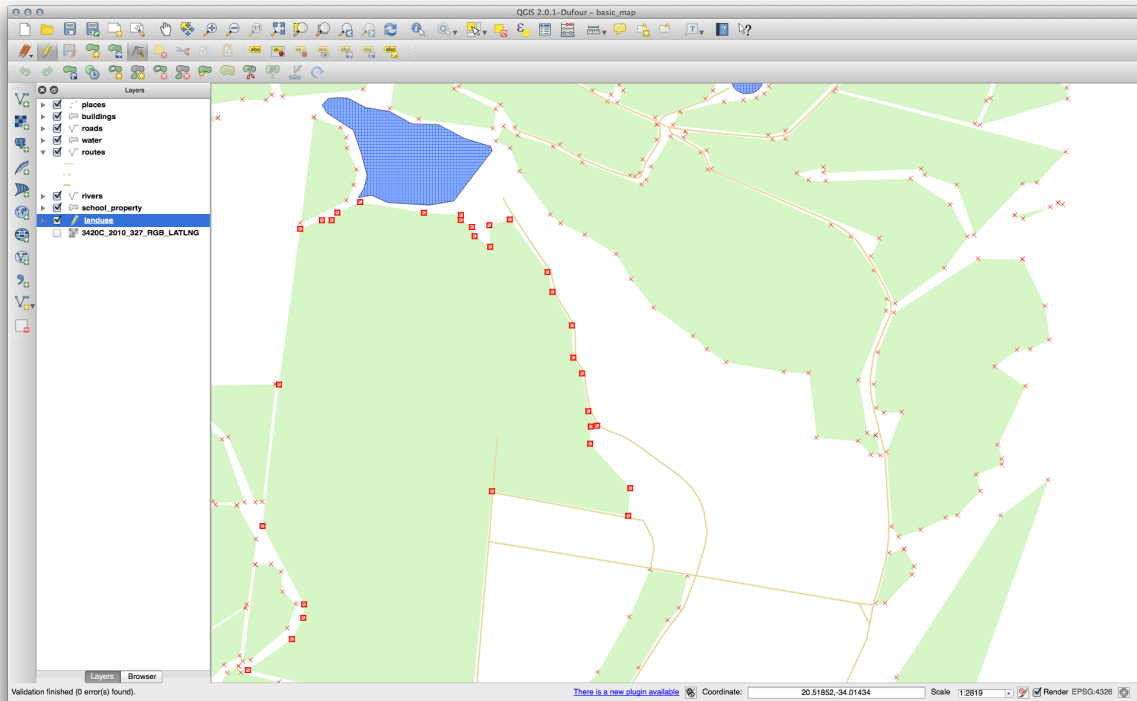 QGIS 2.0.1-Dufour - basic_map
Layers
places
buildings
roads
water
routes
rivers
school_property
landuse
3420C_2010_327_RGB_LATLNG
Layers Browser
Validation finished (0 error(s) found). There is a new plugin available Coordinate: 20.51852,-34.01434 Scale 1:2819 Render EPSG:4326